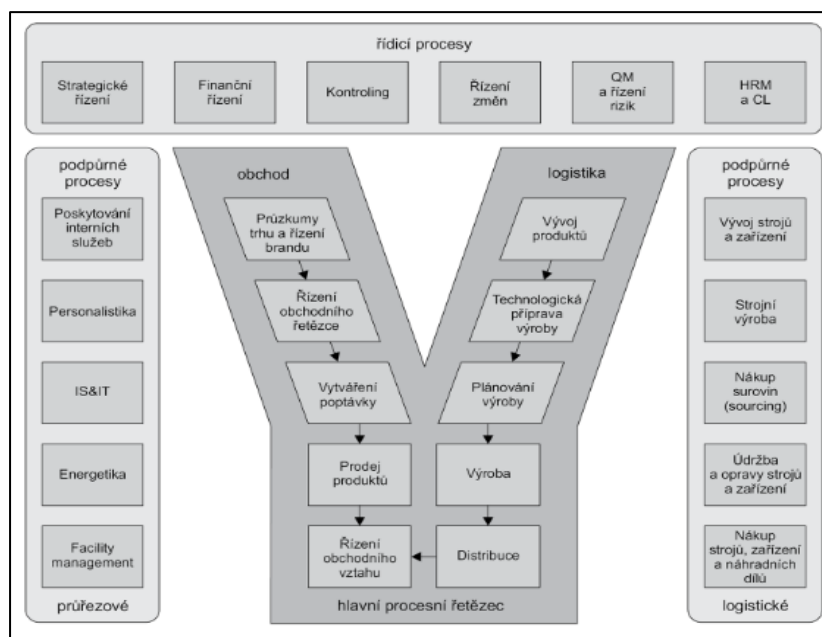 řídicí procesy
Strategické
řízení
Finanční
řízení
Kontroling
Řízení
změn
QM
a řízení
rizik
HRM
a CL
podpůrné
procesy
Poskytování
interních
služeb
Personalistika
IS&IT
Energetika
Facility
management
průřezové
obchod
Průzkumy
trhu a řízení
brandu
Řízení
obchodního
řetězce
Vytváření
poptávky
Prodej
produktů
Řízení
obchodního
vztahu
logistika
Vývoj
produktů
Technologická
příprava
výroby
Plánování
výroby
Výroba
Distribuce
hlavní procesní řetězec
podpůrné
procesy
Vývoj strojů
a zařízení
Strojní
výroba
Nákup
surovin
(sourcing)
Údržba
a opravy strojů
a zařízení
Nákup
strojů, zařízení
a náhradních
dílů
logistické